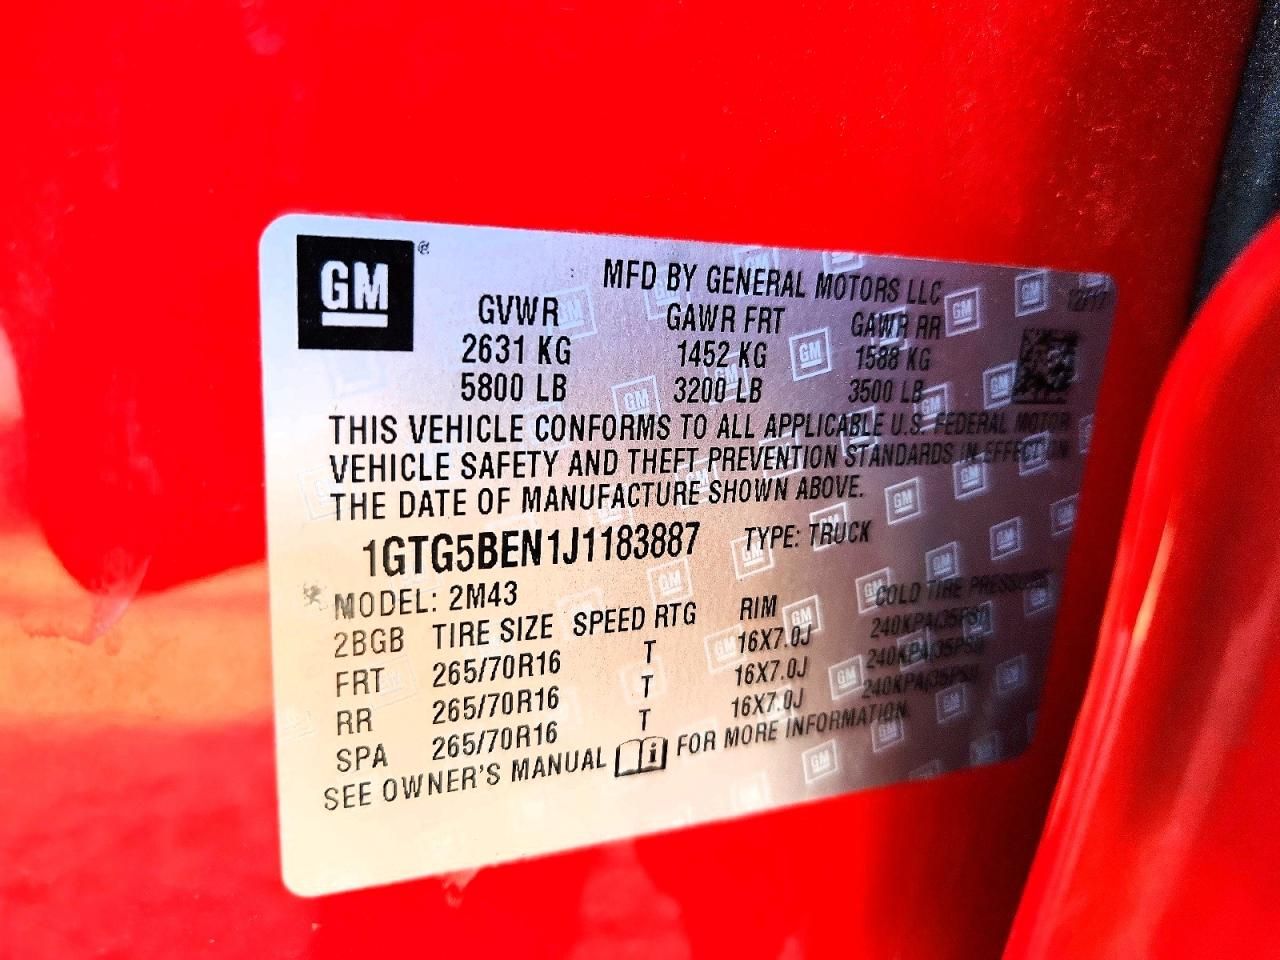 GM®
MFD BY GENERAL MOTORS LLC 12/17
GVWR GAWR FRT GAWR RR
2631 KG 1452 KG 1588 KG
5800 LB 3200 LB 3500 LB
THIS VEHICLE CONFORMS TO ALL APPLICABLE U.S. FEDERAL MOTOR
VEHICLE SAFETY AND THEFT PREVENTION STANDARDS IN EFFECT ON
THE DATE OF MANUFACTURE SHOWN ABOVE.
1GTG5BEN1J1183887 TYPE: TRUCK
MODEL: 2M43
2BGB TIRE SIZE SPEED RTG RIM COLD TIRE PRESSURE
FRT 265/70R16 T 16X7.0J 240KPA(35PSI)
RR 265/70R16 T 16X7.0J 240KPA(35PSI)
SPA 265/70R16 T 16X7.0J 240KPA(35PSI)
SEE OWNER'S MANUAL FOR MORE INFORMATION